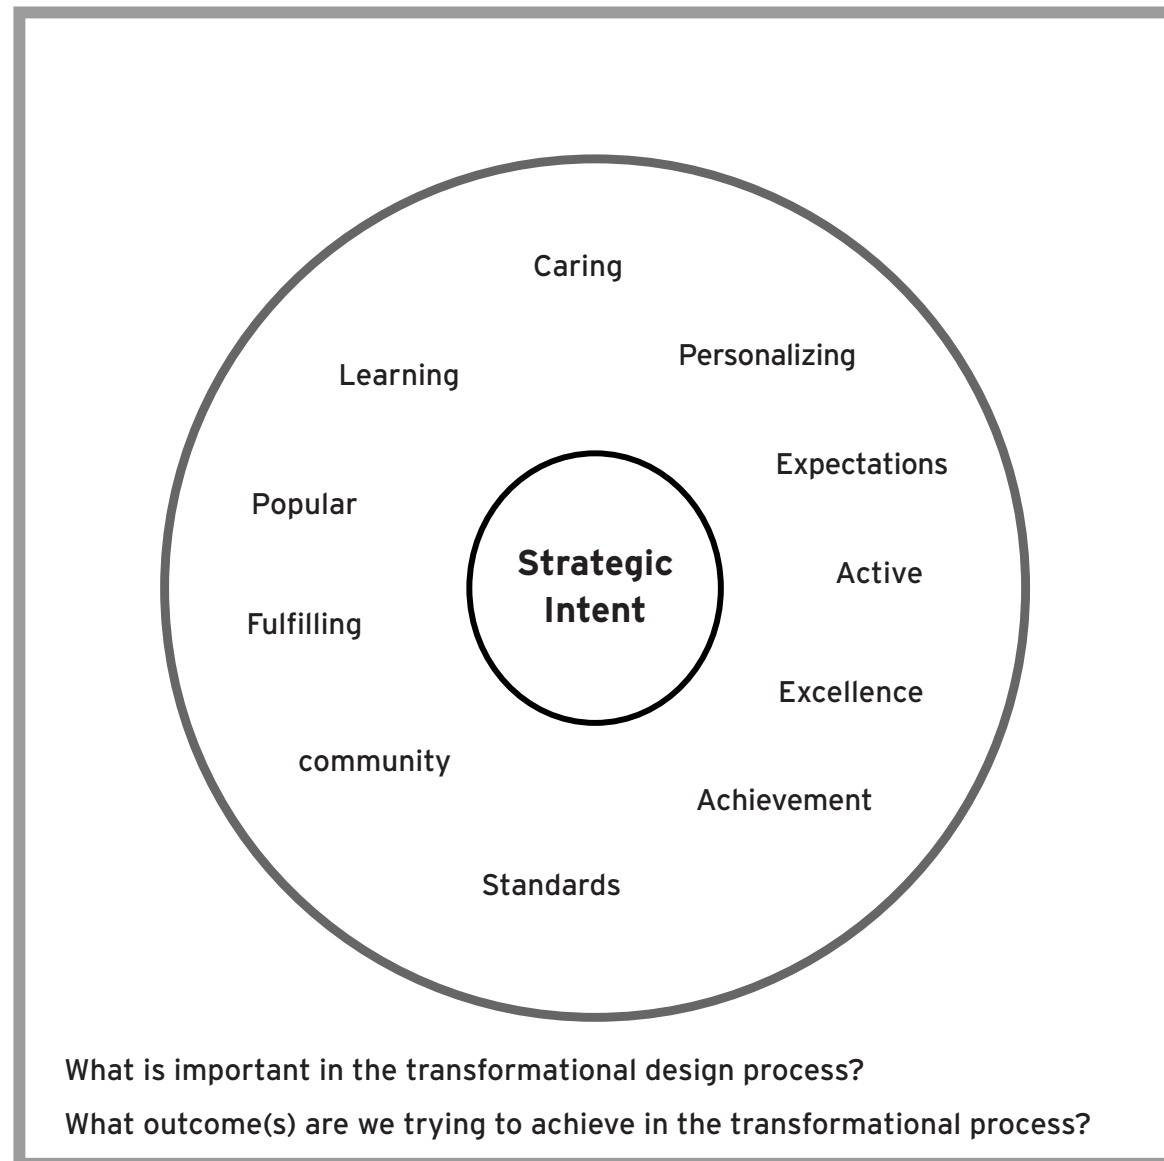 Caring
Personalizing
Learning
Expectations
Popular
Strategic
Intent
Active
Fulfilling
Excellence
community
Achievement
Standards
What is important in the transformational design process?
What outcome(s) are we trying to achieve in the transformational process?